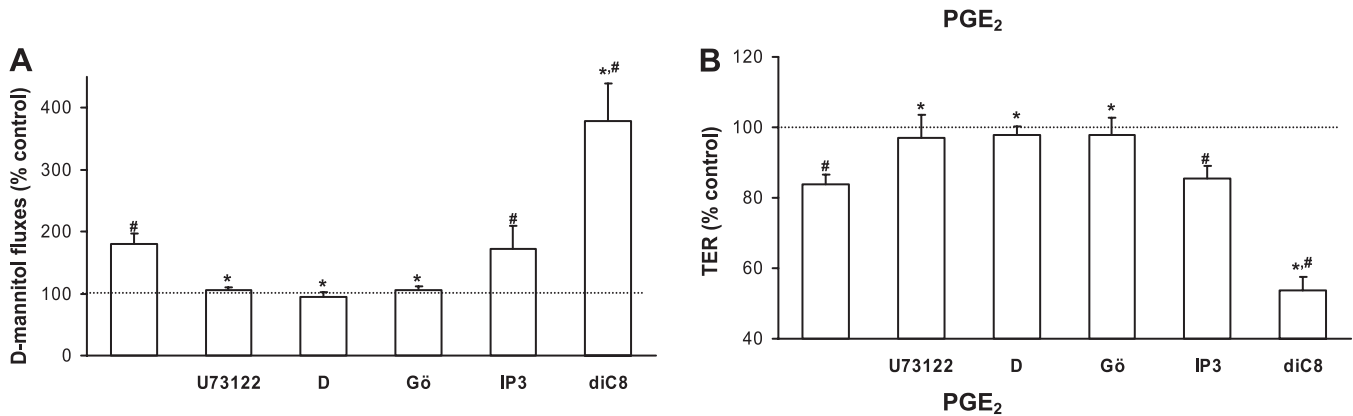 PGE₂
A
D-mannitol fluxes (% control)
400
300
200
100
0
#
*
*
*
#
*,#
U73122
D
Gö
IP3
diC8
B
TER (% control)
120
100
80
60
40
#
*
*
*
#
*,#
U73122
D
Gö
IP3
diC8
PGE₂